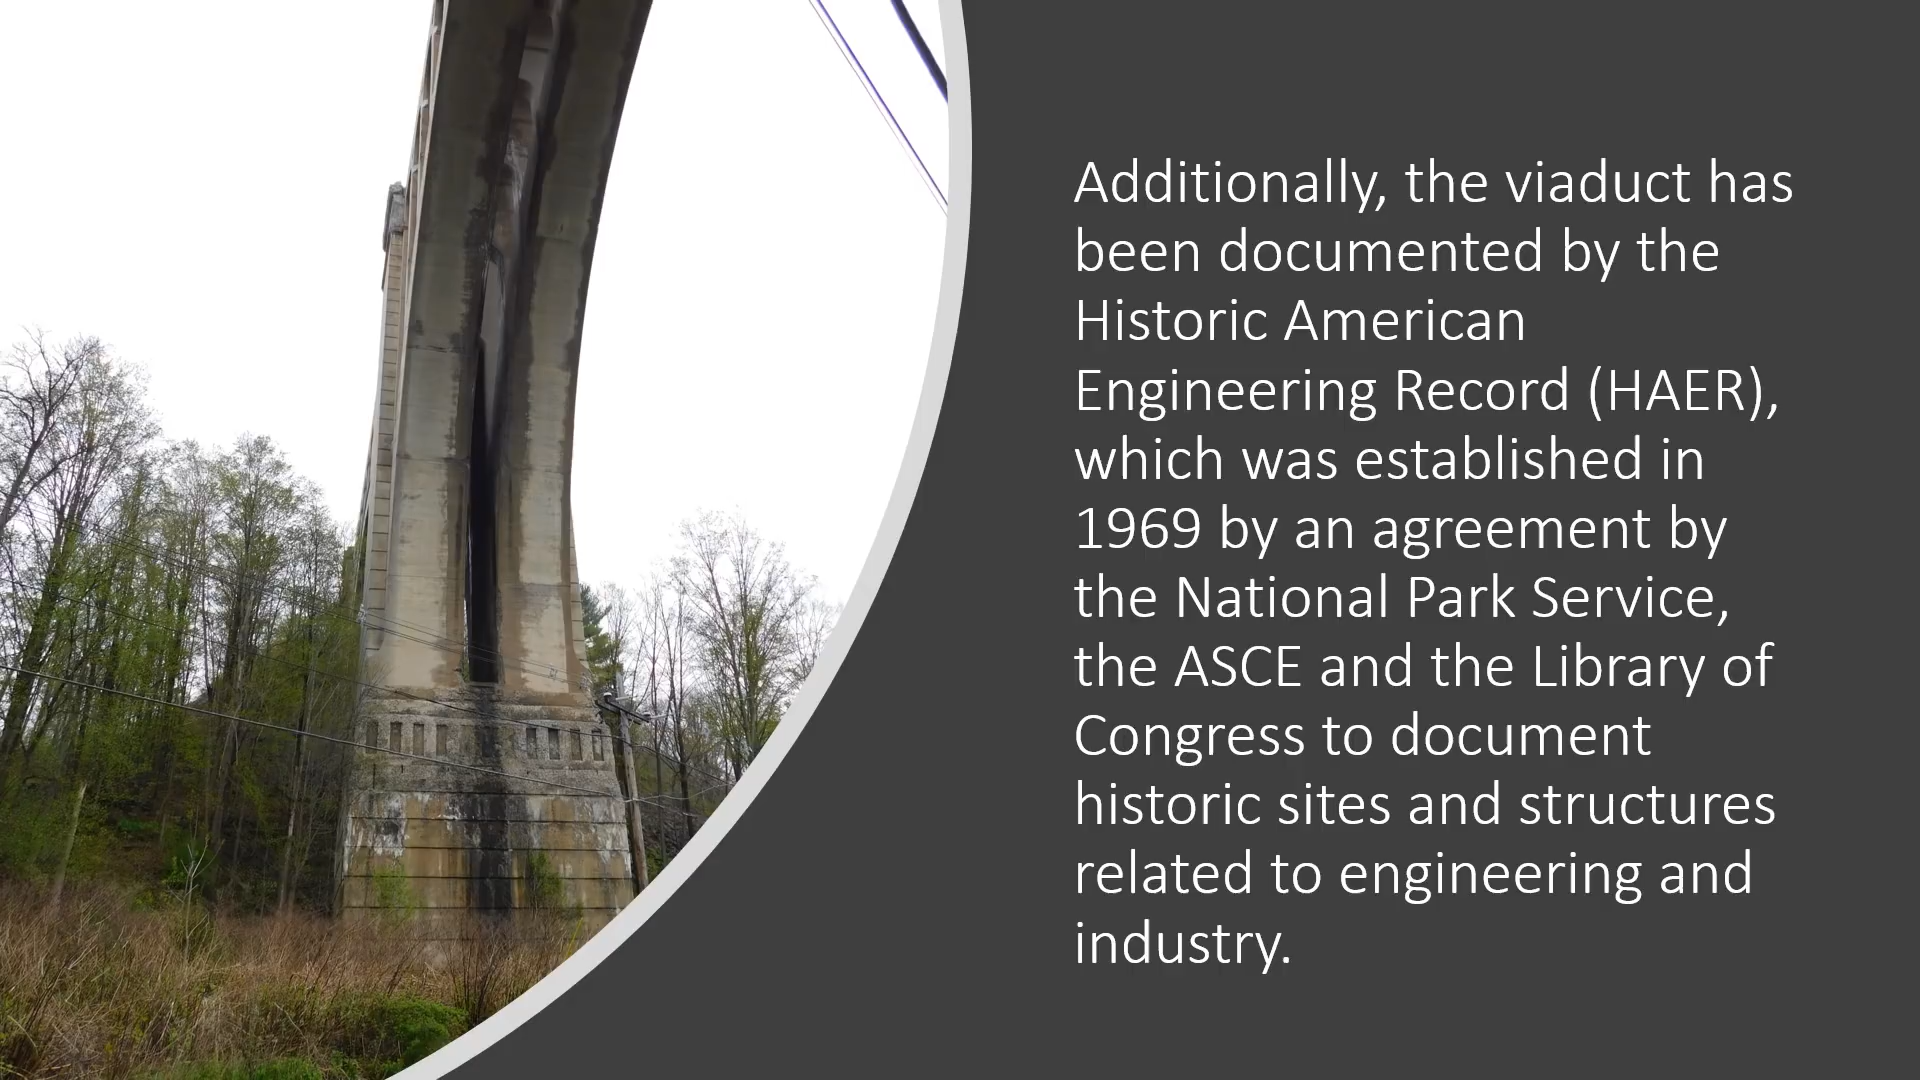 Additionally, the viaduct has
been documented by the
Historic American
Engineering Record (HAER),
which was established in
1969 by an agreement by
the National Park Service,
the ASCE and the Library of
Congress to document
historic sites and structures
related to engineering and
industry.